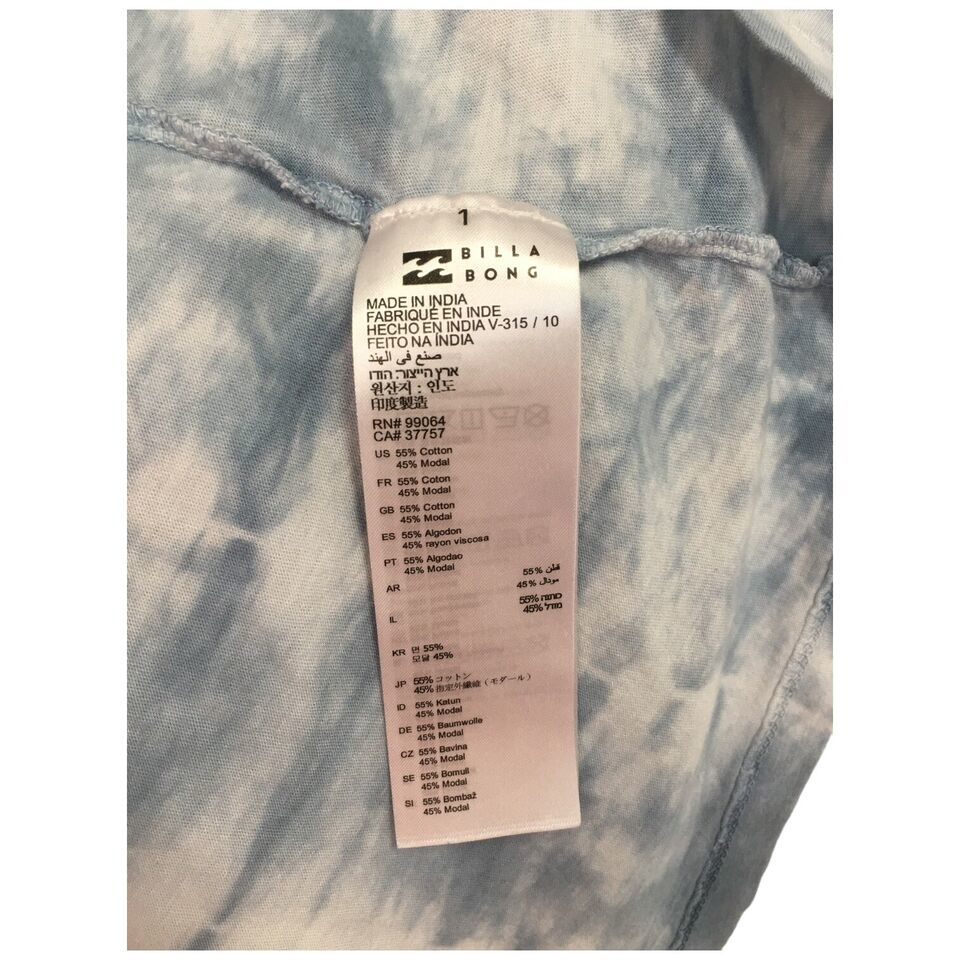 1
BILLA
BONG
MADE IN INDIA
FABRIQUÉ EN INDE
HECHO EN INDIA V-315 / 10
FEITO NA ÍNDIA
صنع في الهند
ארץ הייצור: הודו
원산지 : 인도
印度製造
RN# 99064
CA# 37757
US 55% Cotton
45% Modal
FR 55% Coton
45% Modal
GB 55% Cotton
45% Modal
ES 55% Algodon
45% rayon viscosa
PT 55% Algodao
45% Modal
AR 55% قطن
45% مودال
IL 55% כותנה
45% מודל
KR 면 55%
모달 45%
JP 55% コットン
45% 指定外繊維（モダール）
ID 55% Katun
45% Modal
DE 55% Baumwolle
45% Modal
CZ 55% Bavina
45% Modal
SE 55% Bomull
45% Modal
SI 55% Bombaž
45% Modal